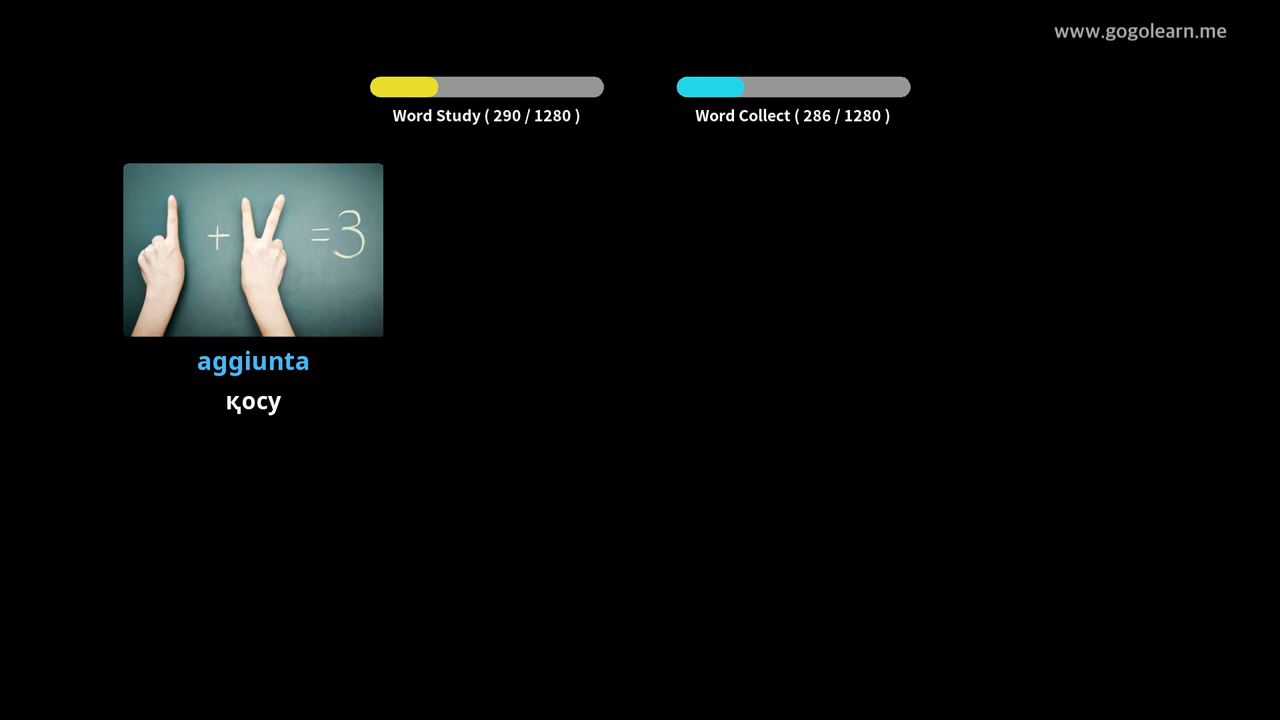 www.gogolearn.me
Word Study ( 290 / 1280 )
Word Collect ( 286 / 1280 )
+ =3
aggiunta
қосу